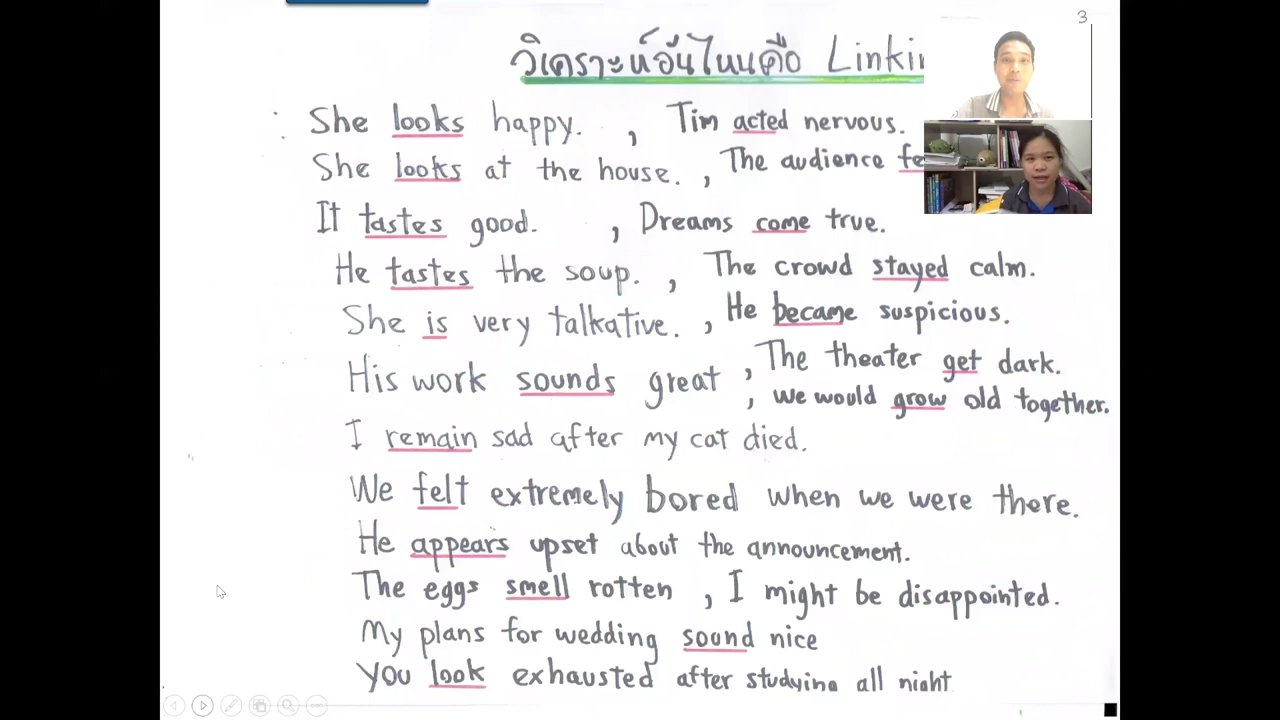 3
วิเคราะห์อันไหนคือ
She looks happy. , Tim acted nervous.
She looks at the house. , The audience
It tastes good. , Dreams come true.
He tastes the soup. , The crowd stayed calm.
She is very talkative. , He became suspicious.
His work sounds great , The theater get dark.
, We would grow old together.
I remain sad after my cat died.
We felt extremely bored when we were there.
He appears upset about the announcement.
The eggs smell rotten , I might be disappointed.
My plans for wedding sound nice
You look exhausted after studying all night